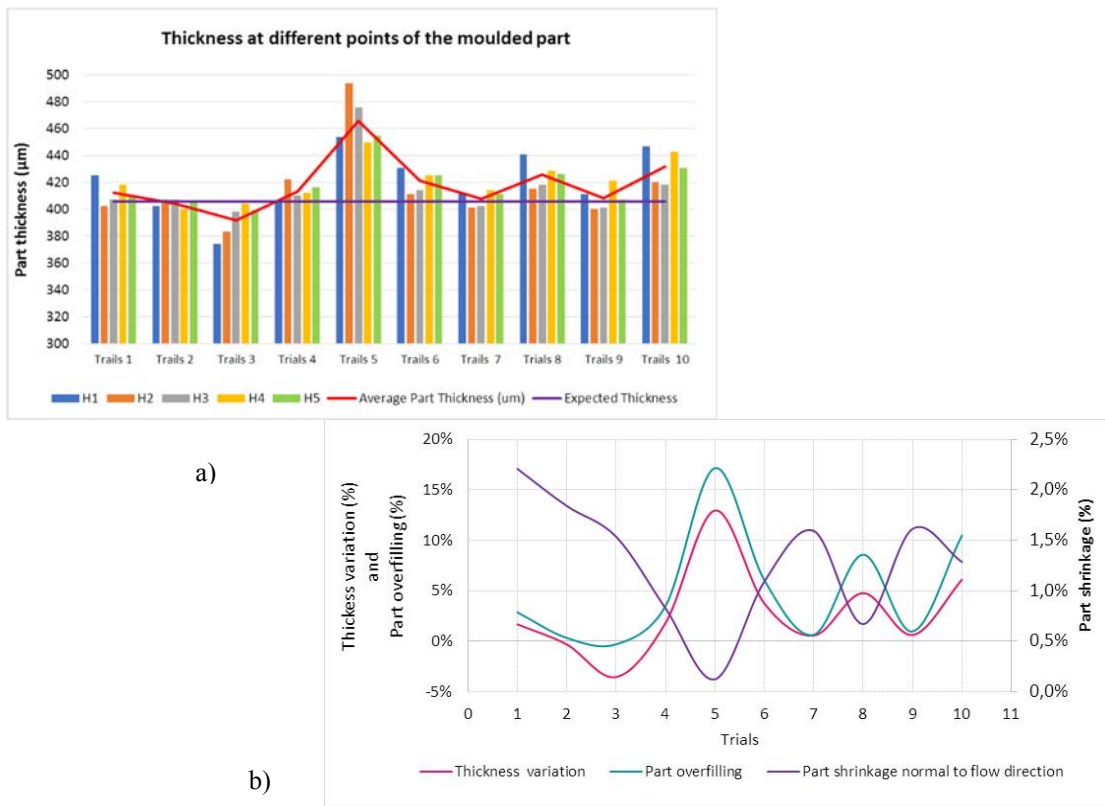 Thickness at different points of the moulded part
Part thickness (µm)
500
480
460
440
420
400
380
360
340
320
300
Trails 1 Trails 2 Trails 3 Trials 4 Trails 5 Trails 6 Trails 7 Trials 8 Trails 9 Trails 10
H1 H2 H3 H4 H5 Average Part Thickness (um) Expected Thickness
a)
Thickess variation (%)
and
Part overfilling (%)
20%
15%
10%
5%
0%
-5%
2,5%
2,0%
1,5%
1,0%
0,5%
0,0%
Part shrinkage (%)
0 1 2 3 4 5 6 7 8 9 10 11
Trials
Thickness variation Part overfilling Part shrinkage normal to flow direction
b)